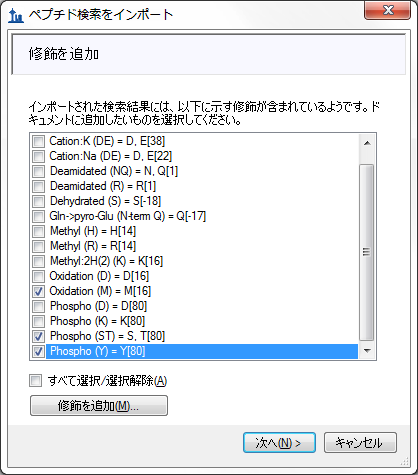 ペプチド検索をインポート
修飾を追加
インポートされた検索結果には、以下に示す修飾が含まれているようです。ド
キュメントに追加したいものを選択してください。
Cation:K (DE) = D, E[38]
Cation:Na (DE) = D, E[22]
Deamidated (NQ) = N, Q[1]
Deamidated (R) = R[1]
Dehydrated (S) = S[-18]
Gln->pyro-Glu (N-term Q) = Q[-17]
Methyl (H) = H[14]
Methyl (R) = R[14]
Methyl:2H(2) (K) = K[16]
Oxidation (D) = D[16]
Oxidation (M) = M[16]
Phospho (D) = D[80]
Phospho (K) = K[80]
Phospho (ST) = S, T[80]
Phospho (Y) = Y[80]
すべて選択/選択解除(A)
修飾を追加(M)...
次へ(N) >
キャンセル